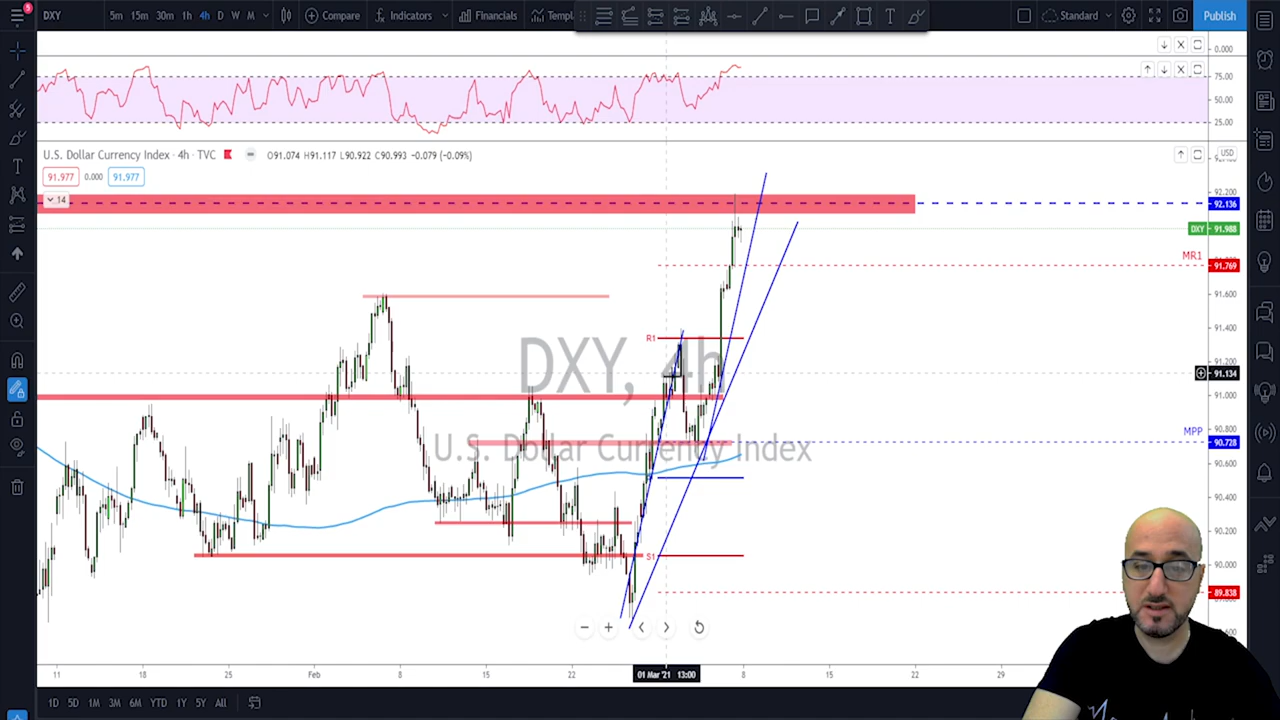 5
DXY
5m 15m 30m 1h 4h D W M
Compare
Indicators
Financials
Templ
Standard
Publish
0.000
75.00
50.00
25.00
U.S. Dollar Currency Index · 4h · TVC
O91.074 H91.117 L90.922 C90.993 -0.079 (-0.09%)
USD
91.977 0.000 91.977
14
92.200
92.136
DXY 91.988
MR1
91.769
91.600
91.400
R1
91.200
91.134
DXY, 4h
91.000
90.800
MPP
90.728
U.S. Dollar Currency Index
90.600
90.400
90.200
S1
90.000
89.838
11 18 25 Feb 8 15 22 01 Mar '21 13:00 8 15 22 29
1D 5D 1M 3M 6M YTD 1Y 5Y All